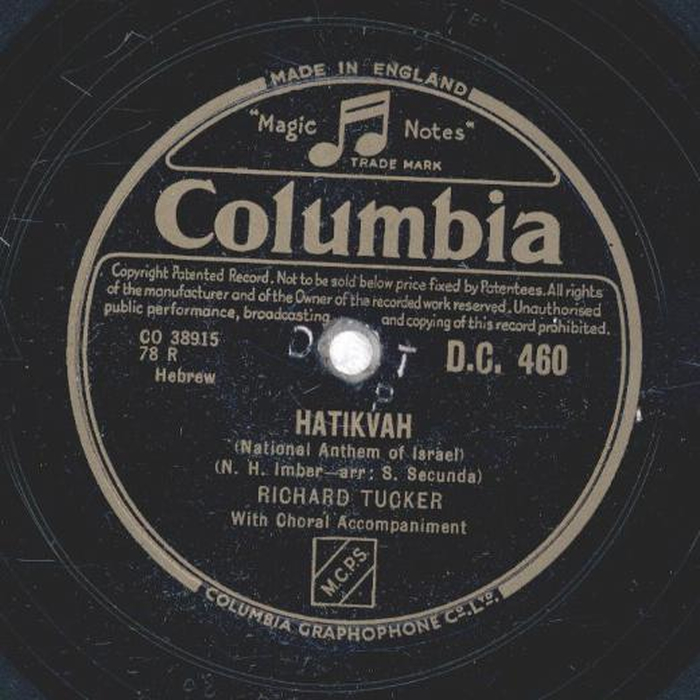 MADE IN ENGLAND
"Magic Notes"
TRADE MARK
Columbia
Copyright Patented Record. Not to be sold below price fixed by Patentees. All rights
of the manufacturer and of the Owner of the recorded work reserved. Unauthorised
public performance, broadcasting and copying of this record prohibited.
CO 38915
78 R
Hebrew
D.C. 460
HATIKVAH
(National Anthem of Israel)
(N. H. Imber—arr: S. Secunda)
RICHARD TUCKER
With Choral Accompaniment
M.C.P.S.
COLUMBIA GRAPHOPHONE Co. LTD.